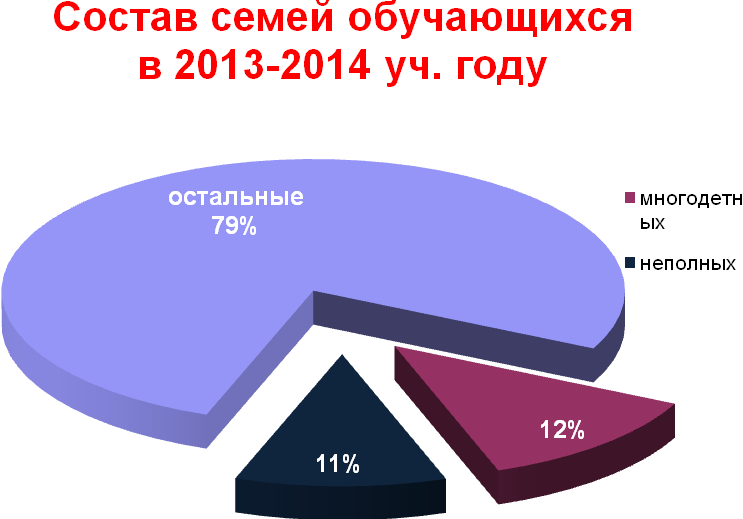 Состав семей обучающихся
в 2013-2014 уч. году
остальные
79%
многодетн
ых
неполных
12%
11%